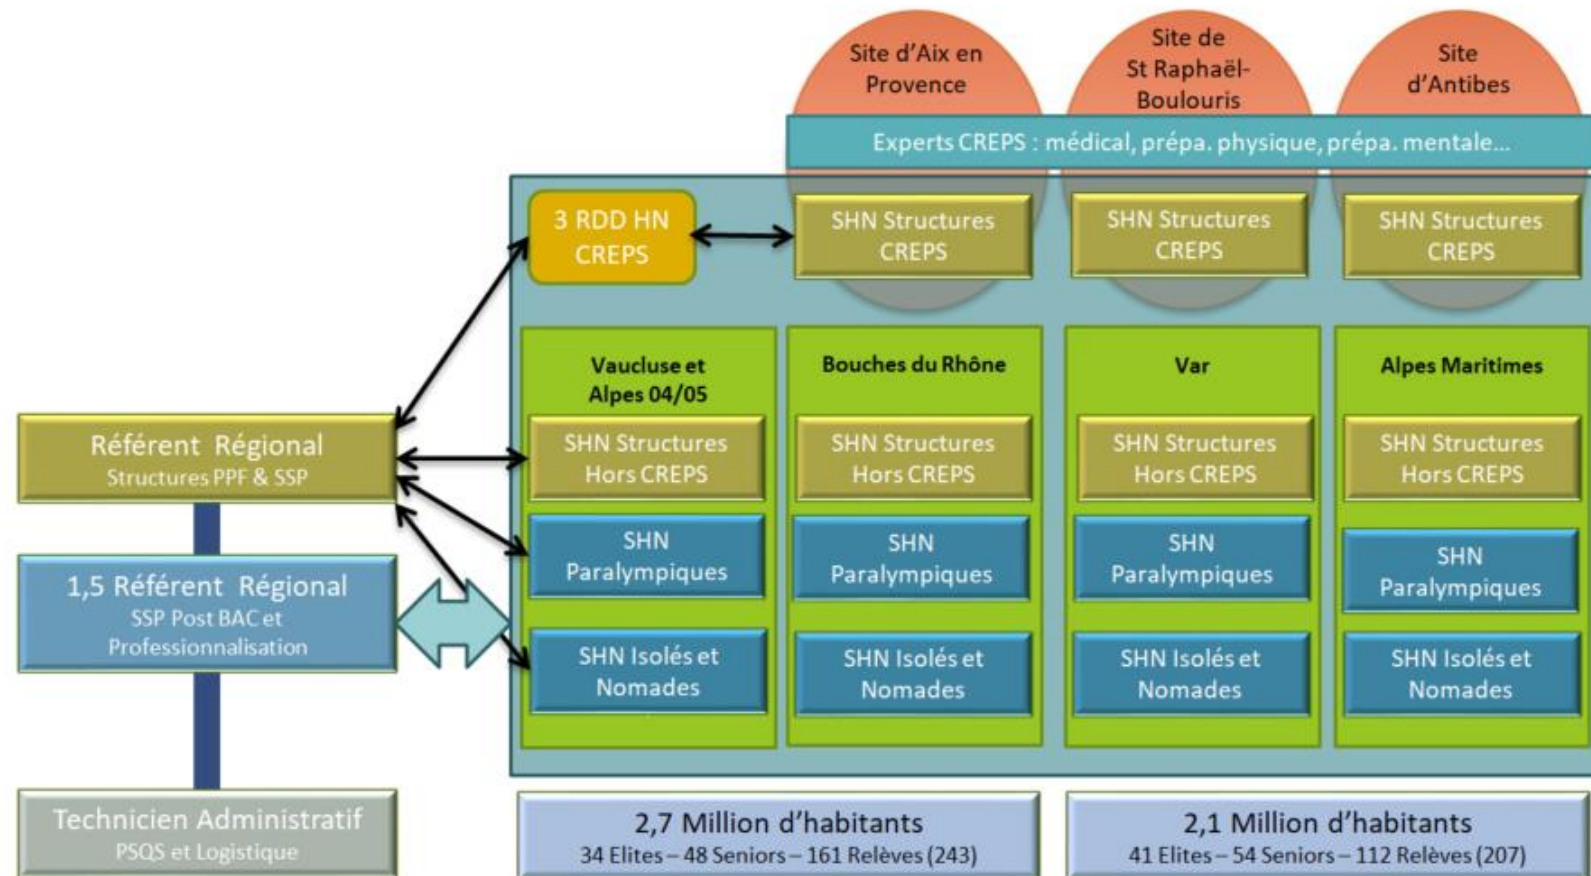 Site d'Aix en
Provence
Site de
St Raphaël-
Boulouris
Site
d'Antibes
Experts CREPS : médical, prépa. physique, prépa. mentale...
3 RDD HN
CREPS
SHN Structures
CREPS
SHN Structures
CREPS
SHN Structures
CREPS
Vaucluse et
Alpes 04/05
Bouches du Rhône
Var
Alpes Maritimes
Référent Régional
Structures PPF & SSP
SHN Structures
Hors CREPS
SHN Structures
Hors CREPS
SHN Structures
Hors CREPS
SHN Structures
Hors CREPS
SHN
Paralympiques
SHN
Paralympiques
SHN
Paralympiques
SHN
Paralympiques
1,5 Référent Régional
SSP Post BAC et
Professionnalisation
SHN Isolés et
Nomades
SHN Isolés et
Nomades
SHN Isolés et
Nomades
SHN Isolés et
Nomades
Technicien Administratif
PSQS et Logistique
2,7 Million d'habitants
34 Elites – 48 Seniors – 161 Relèves (243)
2,1 Million d'habitants
41 Elites – 54 Seniors – 112 Relèves (207)